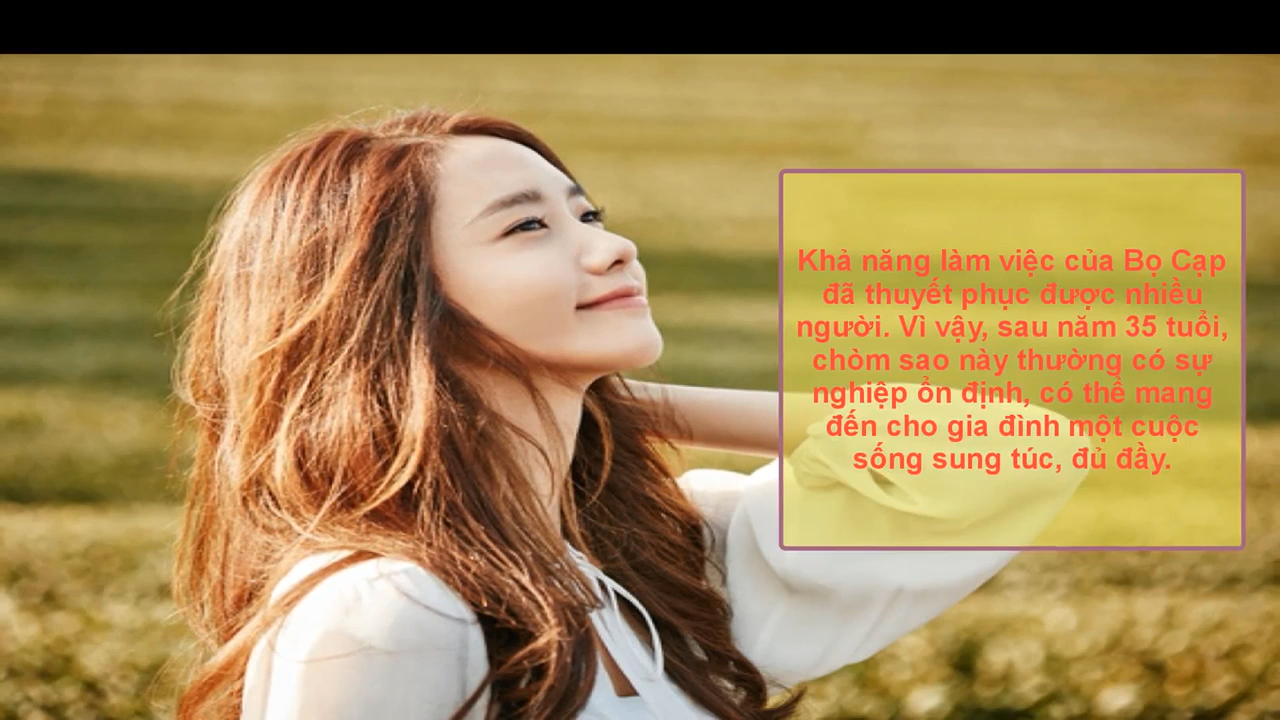 Khả năng làm việc của Bọ Cạp
đã thuyết phục được nhiều
người. Vì vậy, sau năm 35 tuổi,
chòm sao này thường có sự
nghiệp ổn định, có thể mang
đến cho gia đình một cuộc
sống sung túc, đủ đầy.